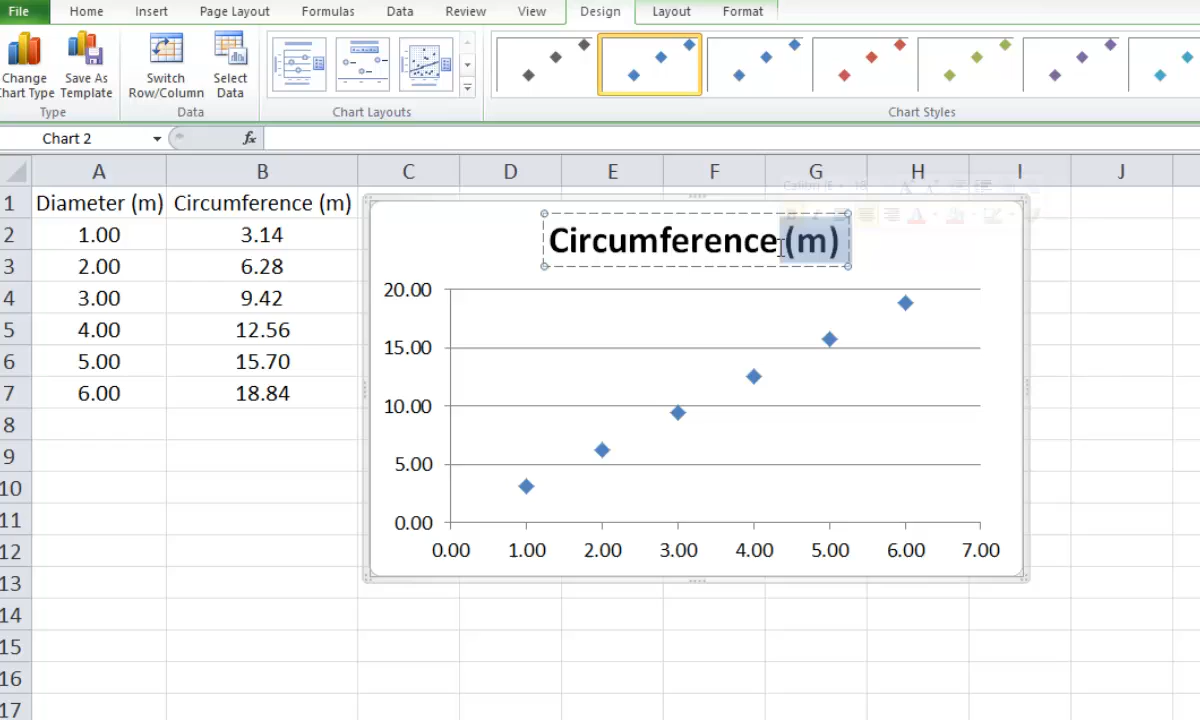 File Home Insert Page Layout Formulas Data Review View Design Layout Format
Change Chart Type
Save As Template
Switch Row/Column
Select Data
Type Data Chart Layouts Chart Styles
Chart 2 fx
A B C D E F G H I J
1 Diameter (m) Circumference (m)
2 1.00 3.14
3 2.00 6.28
4 3.00 9.42
5 4.00 12.56
6 5.00 15.70
7 6.00 18.84
8
9
10
11
12
13
14
15
16
17
Circumference (m)
20.00
15.00
10.00
5.00
0.00
0.00 1.00 2.00 3.00 4.00 5.00 6.00 7.00